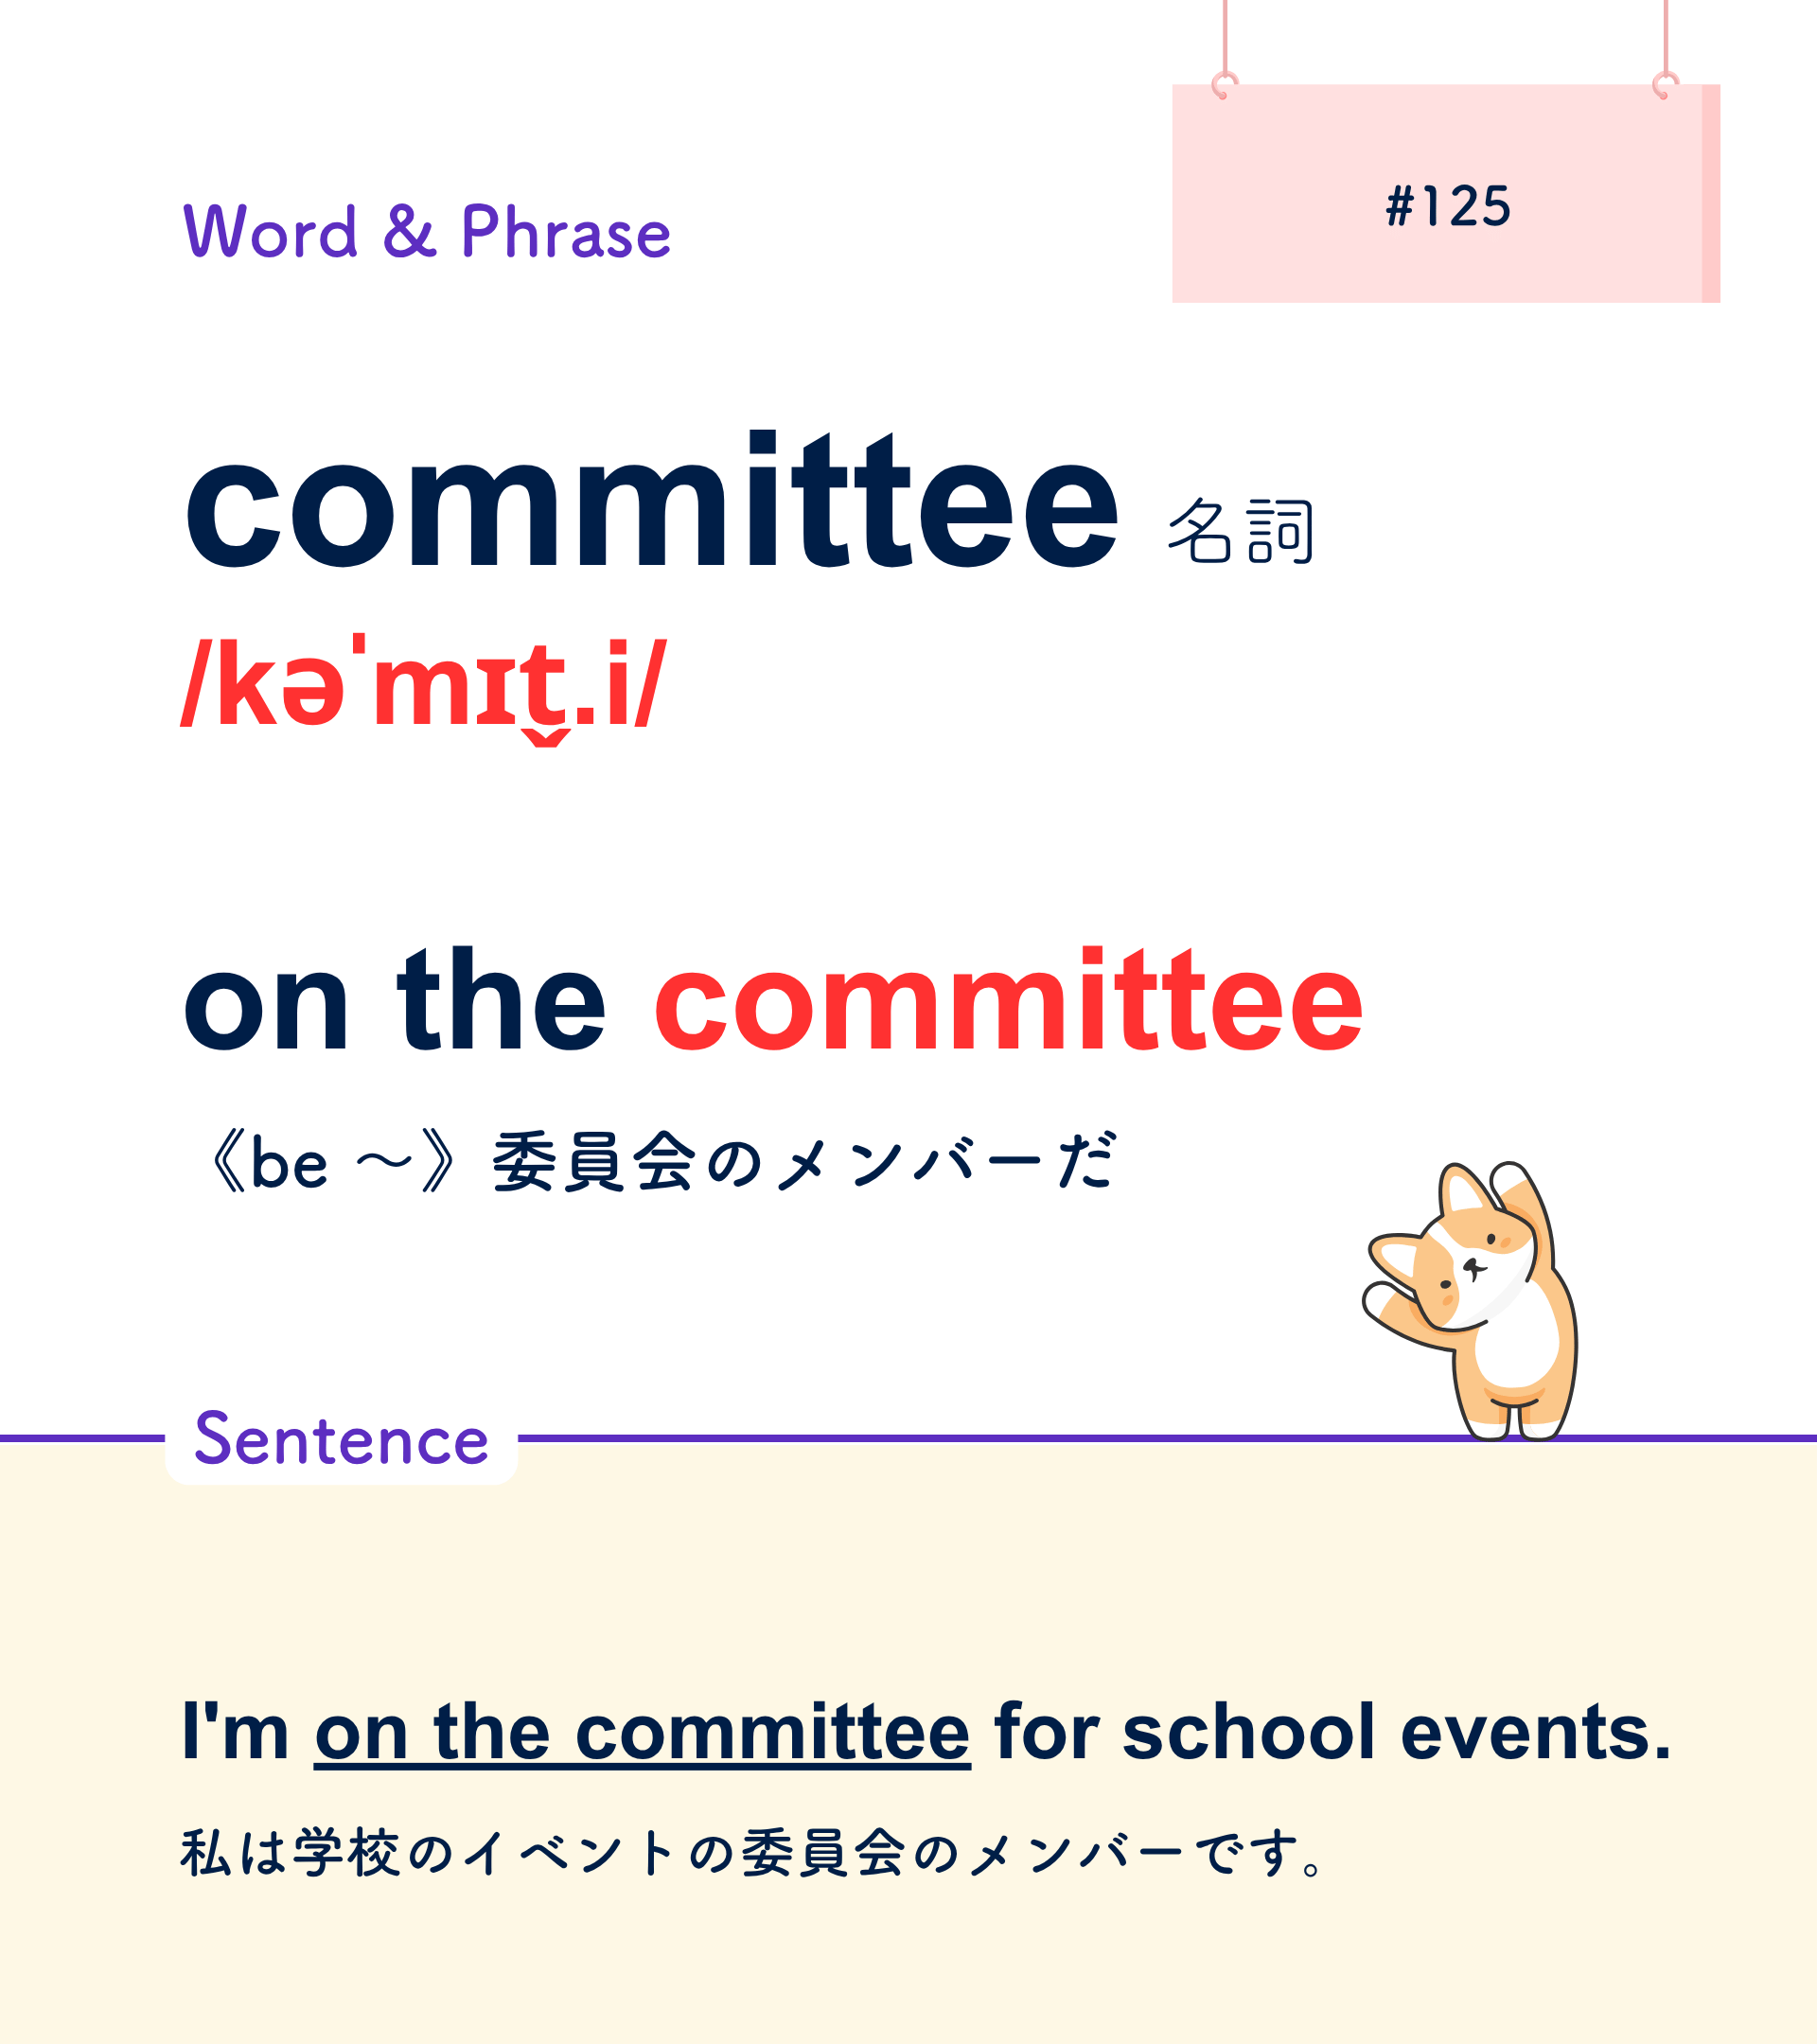 #125
Word & Phrase
committee 名詞
/kəˈmɪt̬.i/
on the committee
《be 〜》委員会のメンバーだ
Sentence
I'm on the committee for school events.
私は学校のイベントの委員会のメンバーです。